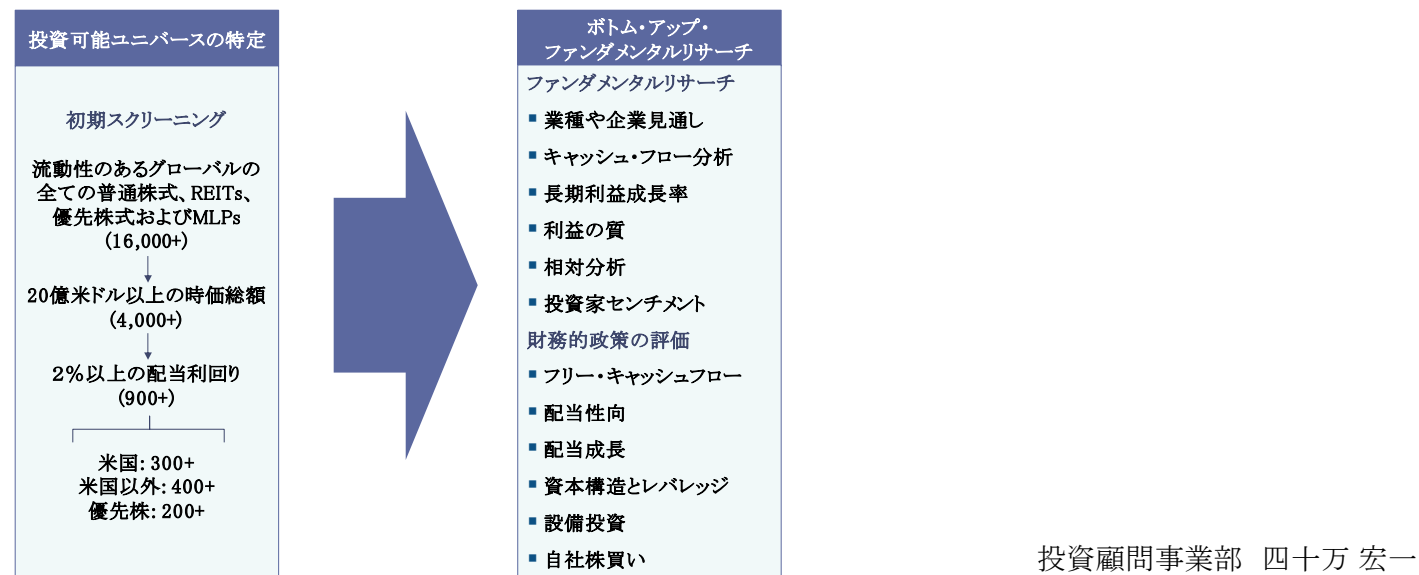 投資可能ユニバースの特定
初期スクリーニング
流動性のあるグローバルの
全ての普通株式、REITs、
優先株式およびMLPs
(16,000+)
20億米ドル以上の時価総額
(4,000+)
2%以上の配当利回り
(900+)
米国: 300+
米国以外: 400+
優先株: 200+
ボトム・アップ・
ファンダメンタルリサーチ
ファンダメンタルリサーチ
▪ 業種や企業見通し
▪ キャッシュ・フロー分析
▪ 長期利益成長率
▪ 利益の質
▪ 相対分析
▪ 投資家センチメント
財務的政策の評価
▪ フリー・キャッシュフロー
▪ 配当性向
▪ 配当成長
▪ 資本構造とレバレッジ
▪ 設備投資
▪ 自社株買い
投資顧問事業部 四十万 宏一